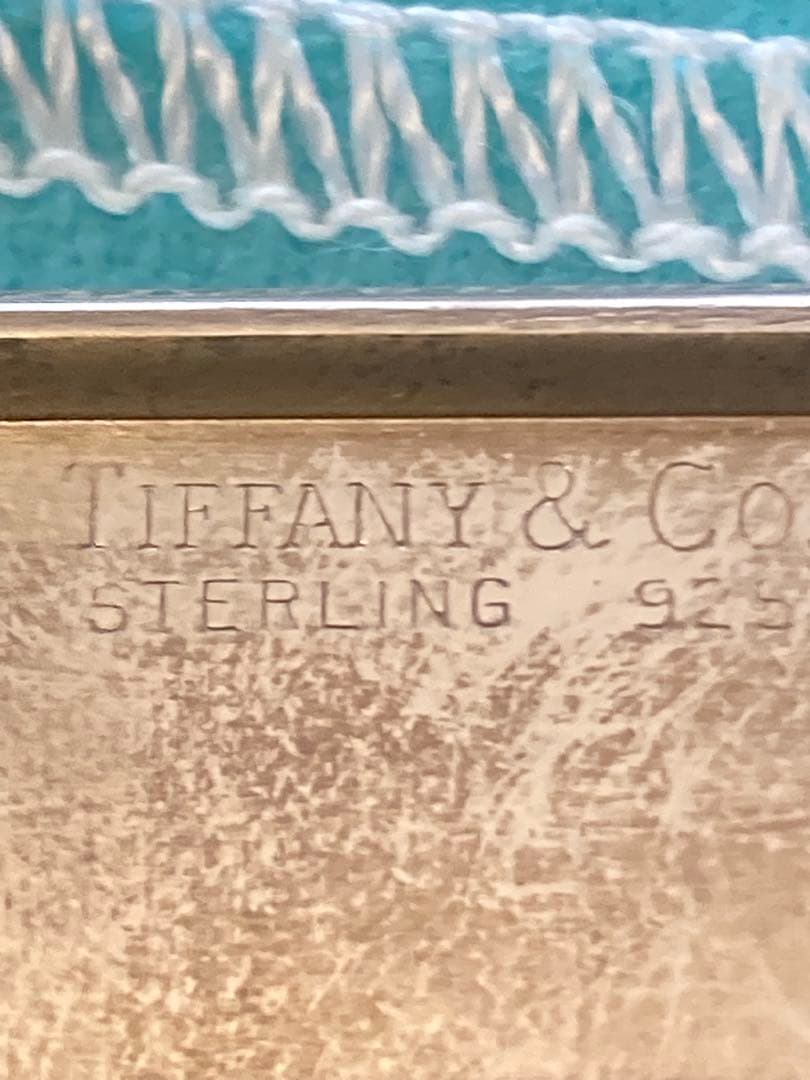 TIFFANY & CO.
STERLING 925